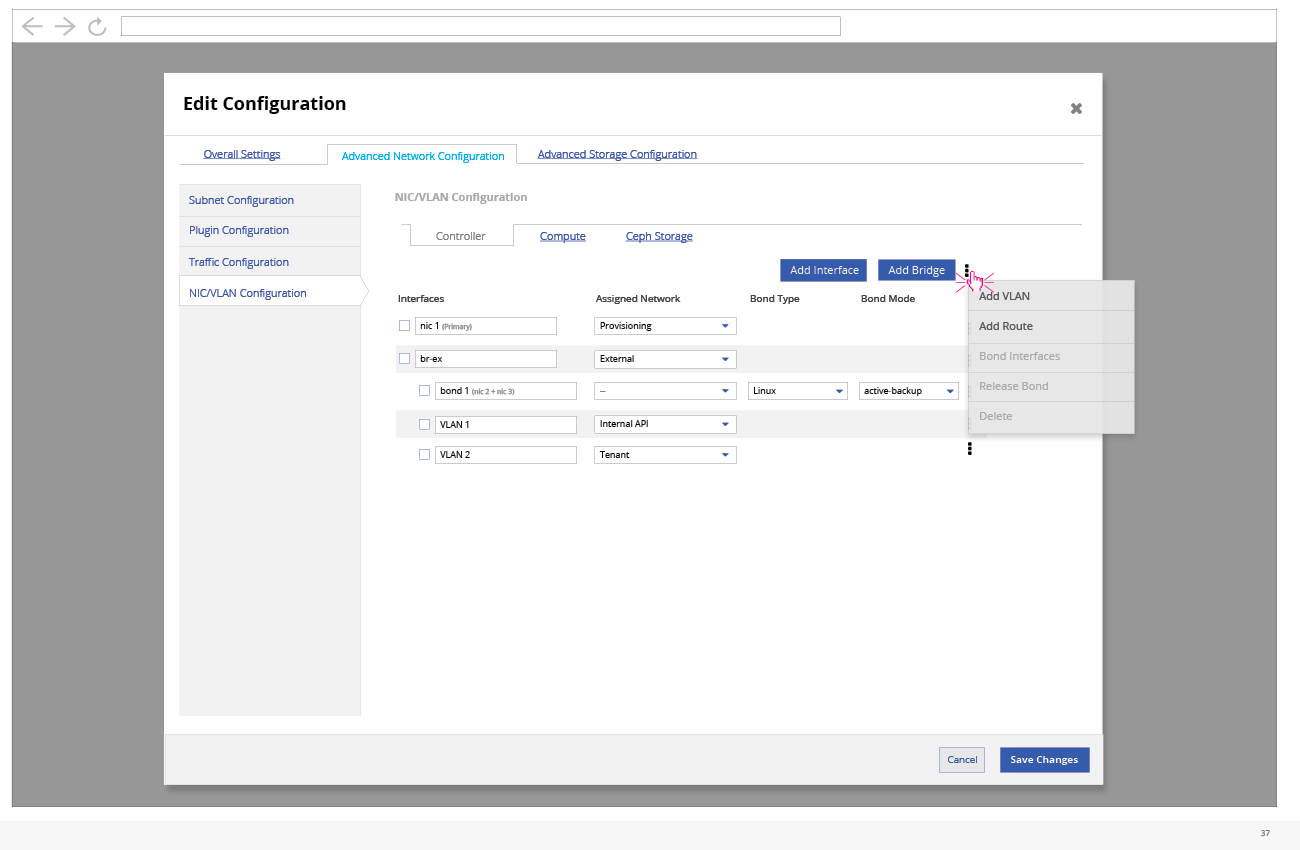 Edit Configuration
Overall Settings
Advanced Network Configuration
Advanced Storage Configuration
Subnet Configuration
Plugin Configuration
Traffic Configuration
NIC/VLAN Configuration
NIC/VLAN Configuration
Controller
Compute
Ceph Storage
Add Interface
Add Bridge
Add VLAN
Add Route
Bond Interfaces
Release Bond
Delete
Interfaces Assigned Network Bond Type Bond Mode
nic 1 (Primary) Provisioning
br-ex External
bond 1 (nic 2 + nic 3) -- Linux active-backup
VLAN 1 Internal API
VLAN 2 Tenant
Cancel
Save Changes
37